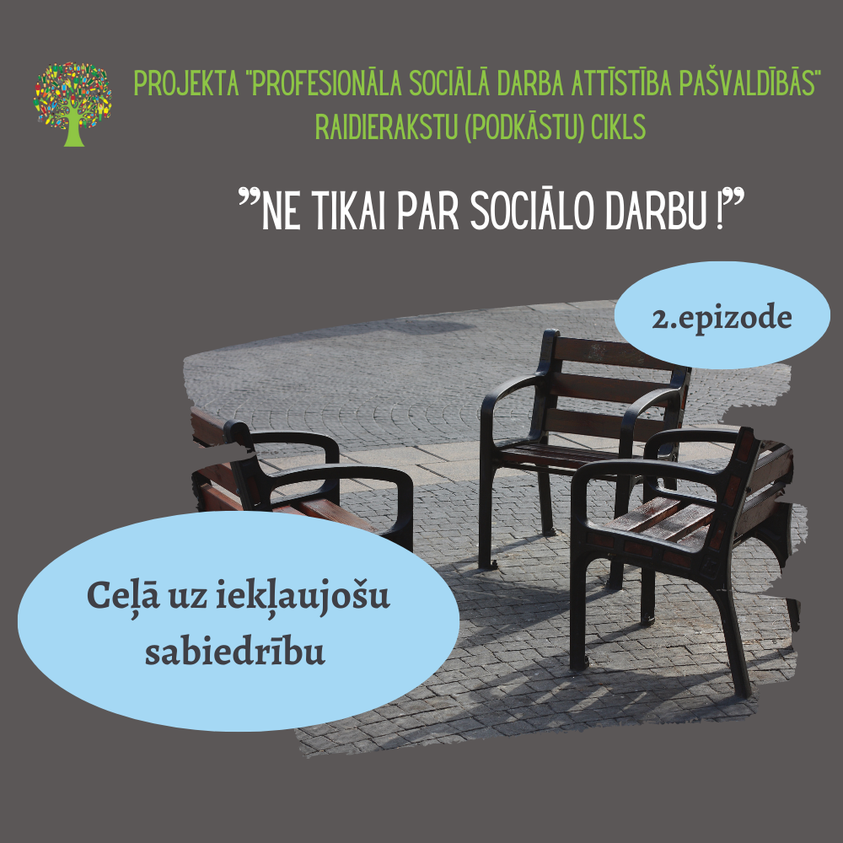 PROJEKTA "PROFESIONĀLA SOCIĀLĀ DARBA ATTĪSTĪBA PAŠVALDĪBĀS"
RAIDIERAKSTU (PODKĀSTU) CIKLS
”NE TIKAI PAR SOCIĀLO DARBU !”
2.epizode
Ceļā uz iekļaujošu
sabiedrību